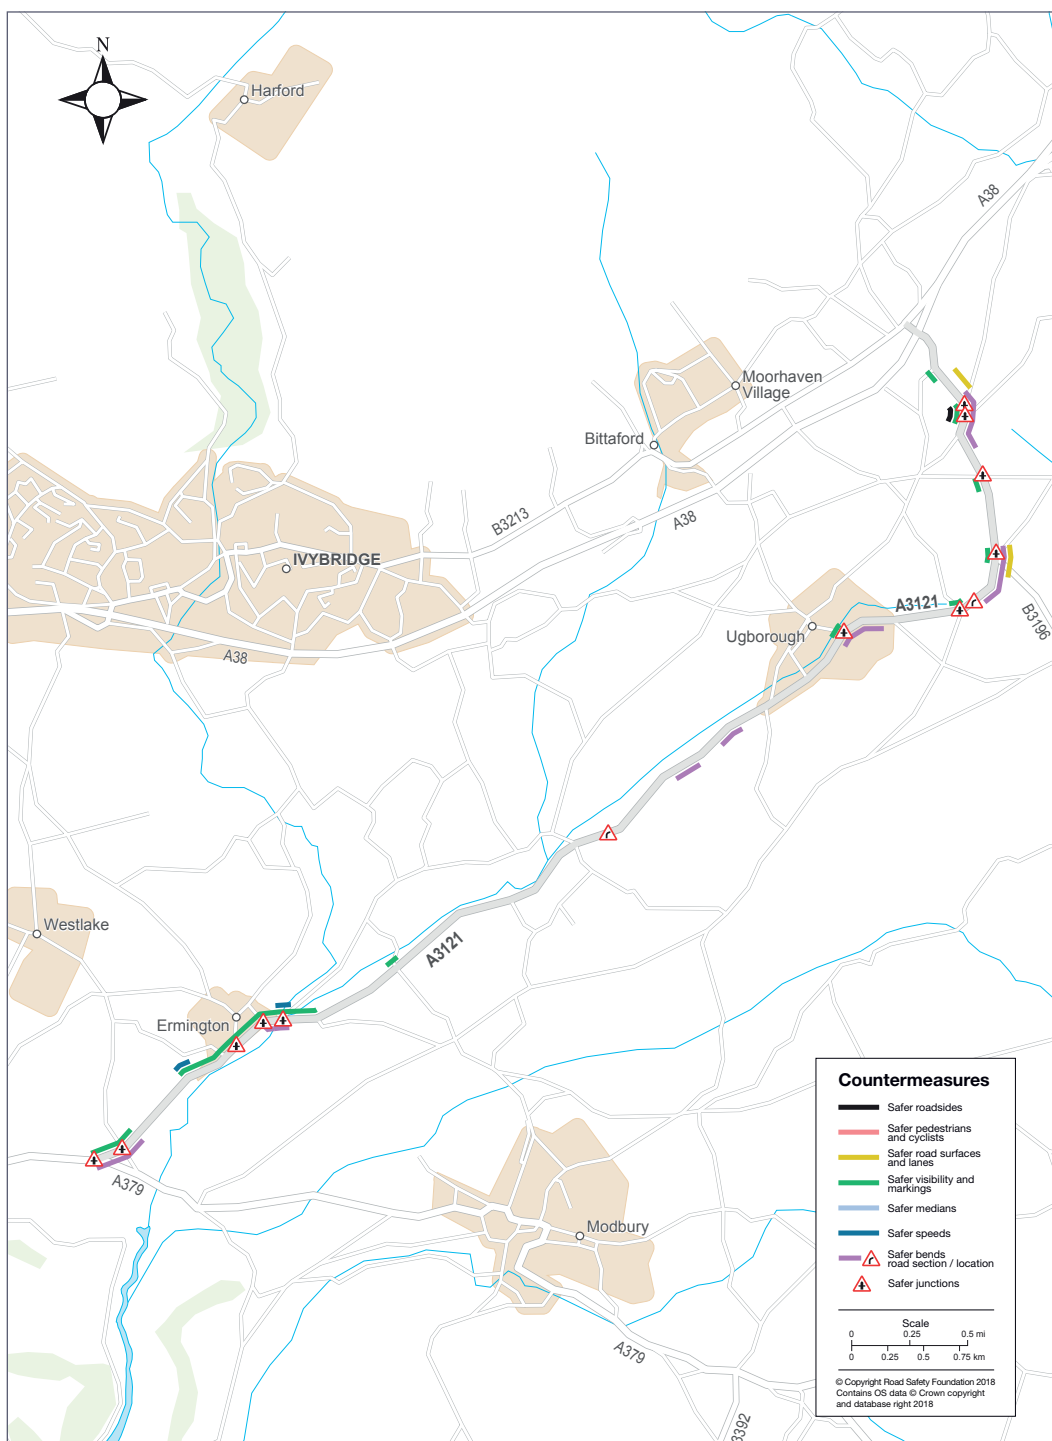 N
Harford
A38
Moorhaven
Village
Bittaford
B3213
A38
IVYBRIDGE
A3121
B3196
Ugborough
A38
Westlake
A3121
Ermington
A379
Modbury
A379
B392
Countermeasures
Safer roadsides
Safer pedestrians
and cyclists
Safer road surfaces
and lanes
Safer visibility and
markings
Safer medians
Safer speeds
Safer bends
road section / location
Safer junctions
Scale
0 0.25 0.5 mi
0 0.25 0.5 0.75 km
© Copyright Road Safety Foundation 2018
Contains OS data © Crown copyright
and database right 2018